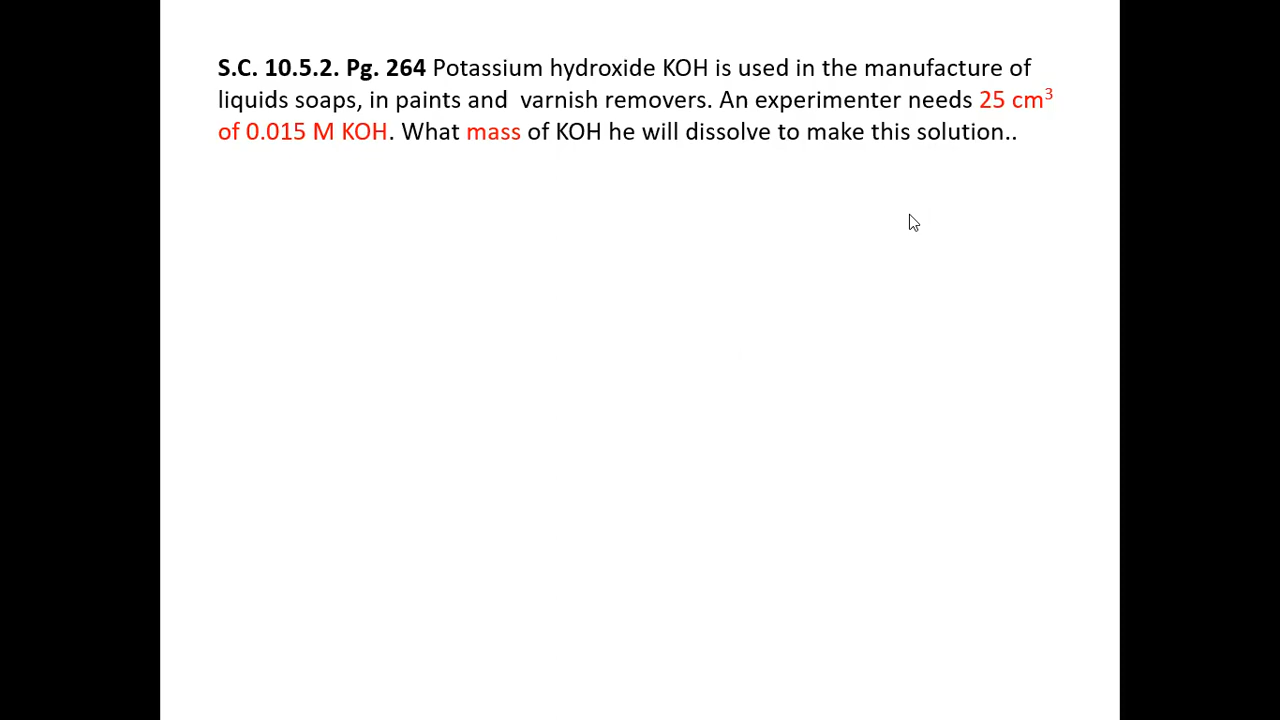 S.C. 10.5.2. Pg. 264 Potassium hydroxide KOH is used in the manufacture of
liquids soaps, in paints and  varnish removers. An experimenter needs 25 cm³
of 0.015 M KOH. What mass of KOH he will dissolve to make this solution..